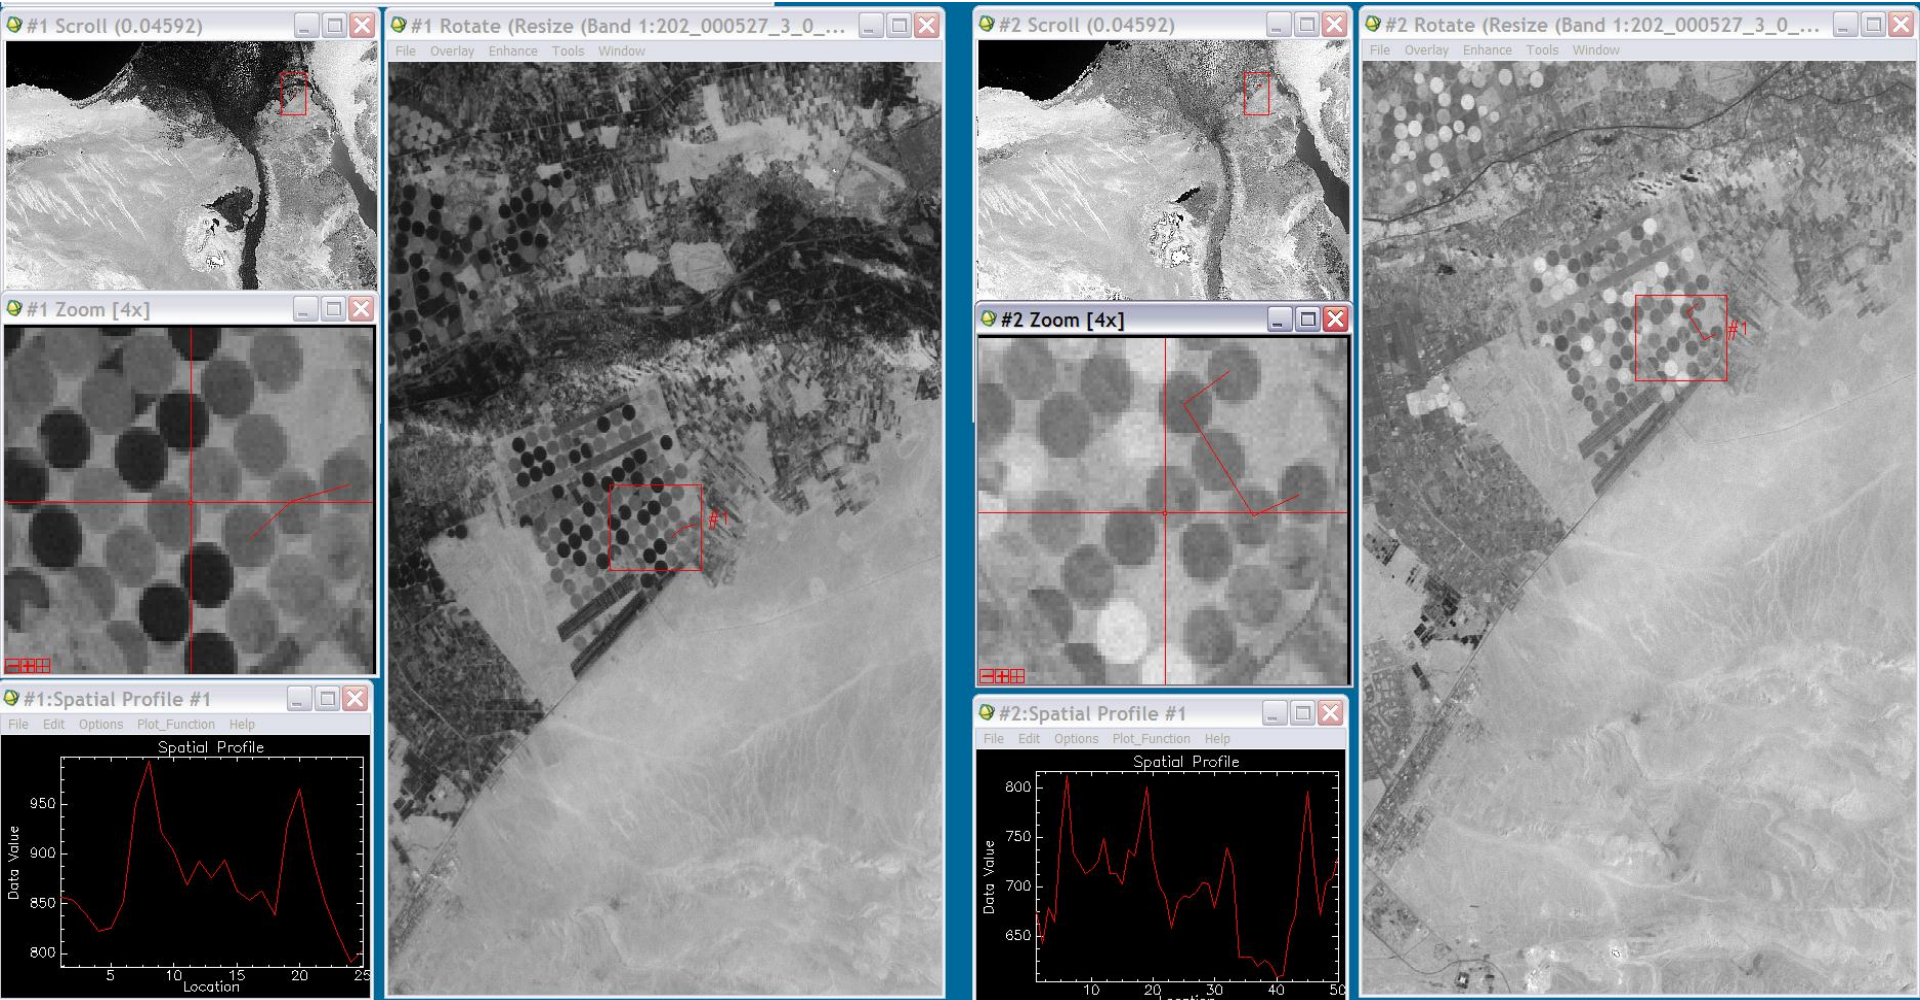 #1 Scroll (0.04592)
#1 Rotate (Resize (Band 1:202_000527_3_0_...
File Overlay Enhance Tools Window
#1
#1 Zoom [4x]
#1:Spatial Profile #1
File Edit Options Plot_Function Help
Spatial Profile
950
900
850
800
Data Value
5 10 15 20 25
Location
#2 Scroll (0.04592)
#2 Rotate (Resize (Band 1:202_000527_3_0_...
File Overlay Enhance Tools Window
#1
#2 Zoom [4x]
#2:Spatial Profile #1
File Edit Options Plot_Function Help
Spatial Profile
800
750
700
650
Data Value
10 20 30 40 50
Location